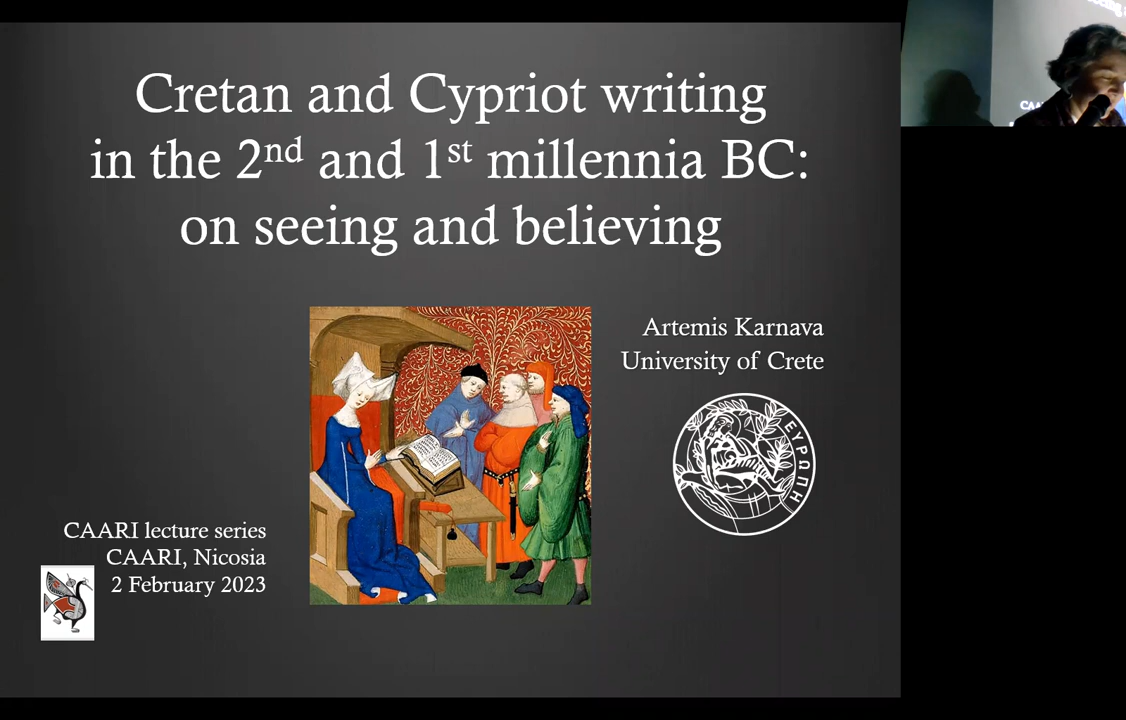 Cretan and Cypriot writing
in the 2nd and 1st millennia BC:
on seeing and believing
Artemis Karnava
University of Crete
ΕΥΡΩΠΗ
CAARI lecture series
CAARI, Nicosia
2 February 2023